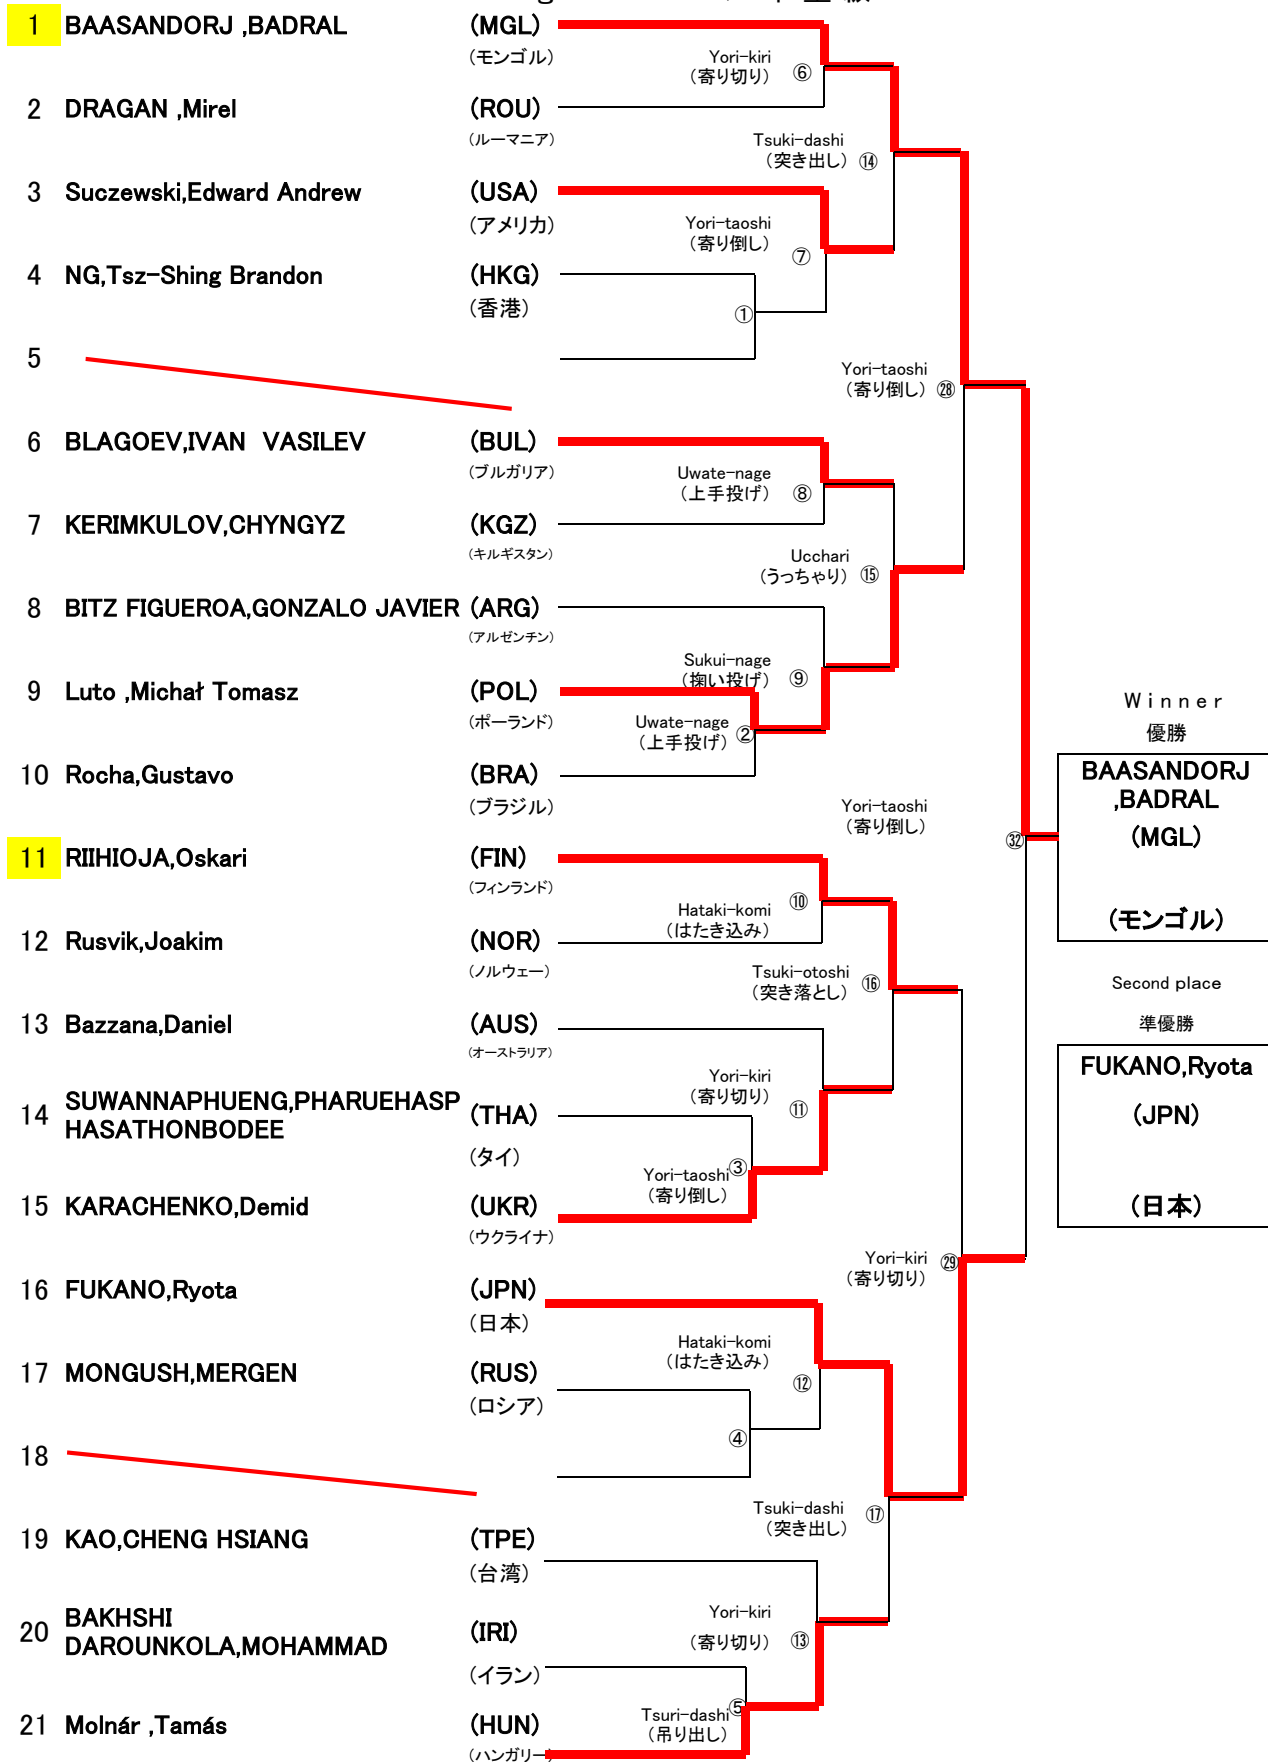 1 BAASANDORJ ,BADRAL (MGL)
(モンゴル)
Yori-kiri
(寄り切り) ⑥
2 DRAGAN ,Mirel (ROU)
(ルーマニア)
Tsuki-dashi
(突き出し) ⑭
3 Suczewski,Edward Andrew (USA)
(アメリカ)
Yori-taoshi
(寄り倒し)
⑦
4 NG,Tsz-Shing Brandon (HKG)
(香港)
①
5
Yori-taoshi
(寄り倒し) ㉘
6 BLAGOEV,IVAN VASILEV (BUL)
(ブルガリア)
Uwate-nage
(上手投げ) ⑧
7 KERIMKULOV,CHYNGYZ (KGZ)
(キルギスタン)
Ucchari
(うっちゃり) ⑮
8 BITZ FIGUEROA,GONZALO JAVIER (ARG)
(アルゼンチン)
Sukui-nage
(掬い投げ) ⑨
9 Luto ,Michał Tomasz (POL)
(ポーランド)
Uwate-nage
(上手投げ) ②
10 Rocha,Gustavo (BRA)
(ブラジル)
Yori-taoshi
(寄り倒し)
㉜
Winner
優勝
BAASANDORJ
,BADRAL
(MGL)
(モンゴル)
11 RIIHIOJA,Oskari (FIN)
(フィンランド)
Hataki-komi
(はたき込み)
⑩
12 Rusvik,Joakim (NOR)
(ノルウェー)
Tsuki-otoshi
(突き落とし) ⑯
Second place
準優勝
FUKANO,Ryota
(JPN)
(日本)
13 Bazzana,Daniel (AUS)
(オーストラリア)
Yori-kiri
(寄り切り)
⑪
14 SUWANNAPHUENG,PHARUEHASP
HASATHONBODEE
(THA)
(タイ)
Yori-taoshi
(寄り倒し)
③
15 KARACHENKO,Demid (UKR)
(ウクライナ)
Yori-kiri
(寄り切り)
㉙
16 FUKANO,Ryota (JPN)
(日本)
Hataki-komi
(はたき込み)
⑫
17 MONGUSH,MERGEN (RUS)
(ロシア)
④
18
Tsuki-dashi
(突き出し)
⑰
19 KAO,CHENG HSIANG (TPE)
(台湾)
Yori-kiri
(寄り切り) ⑬
20 BAKHSHI
DAROUNKOLA,MOHAMMAD
(IRI)
(イラン)
Tsuri-dashi
(吊り出し)
⑤
21 Molnár ,Tamás (HUN)
(ハンガリー)